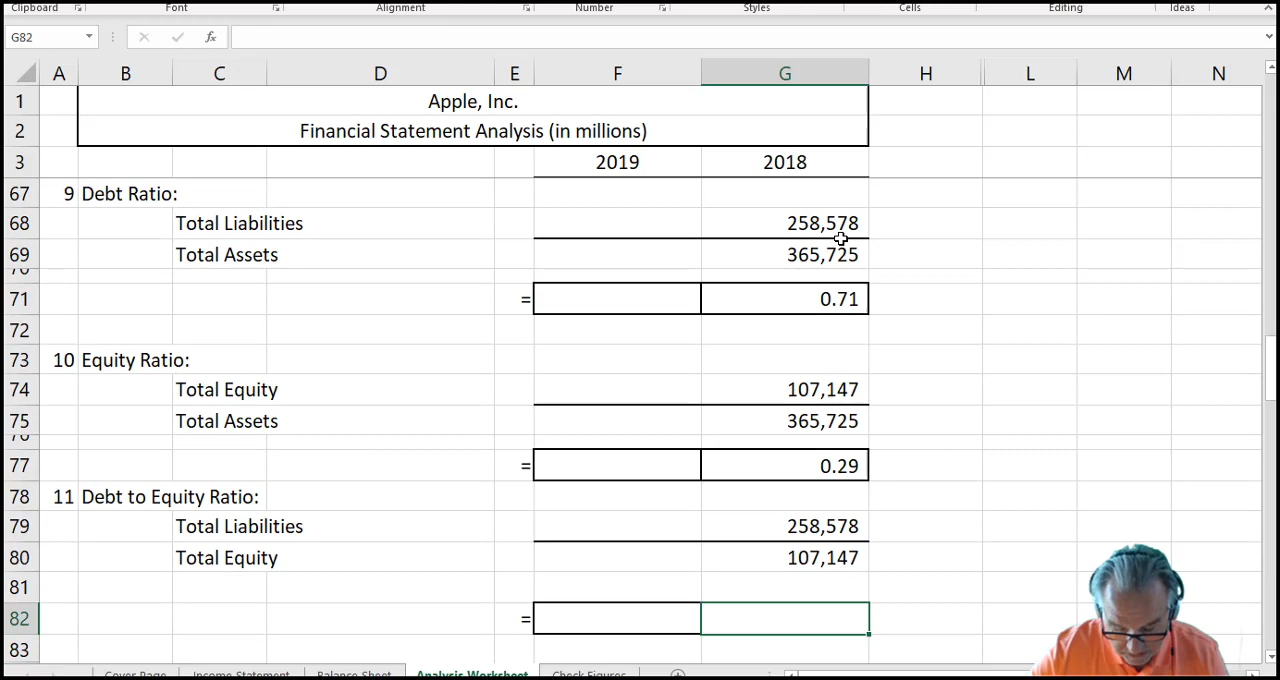 Clipboard Font Alignment Number Styles Cells Editing Ideas
G82 fx
A B C D E F G H L M N
1 Apple, Inc.
2 Financial Statement Analysis (in millions)
3 2019 2018
67 9 Debt Ratio:
68 Total Liabilities 258,578
69 Total Assets 365,725
70
71 = 0.71
72
73 10 Equity Ratio:
74 Total Equity 107,147
75 Total Assets 365,725
76
77 = 0.29
78 11 Debt to Equity Ratio:
79 Total Liabilities 258,578
80 Total Equity 107,147
81
82 =
83
Cover Page Income Statement Balance Sheet Analysis Worksheet Check Figures